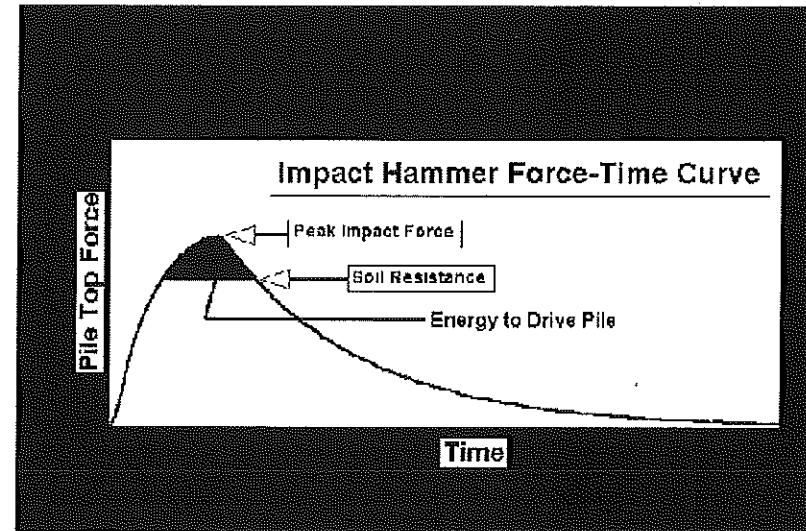 Impact Hammer Force-Time Curve
Peak Impact Force
Soil Resistance
Energy to Drive Pile
Pile Top Force
Time